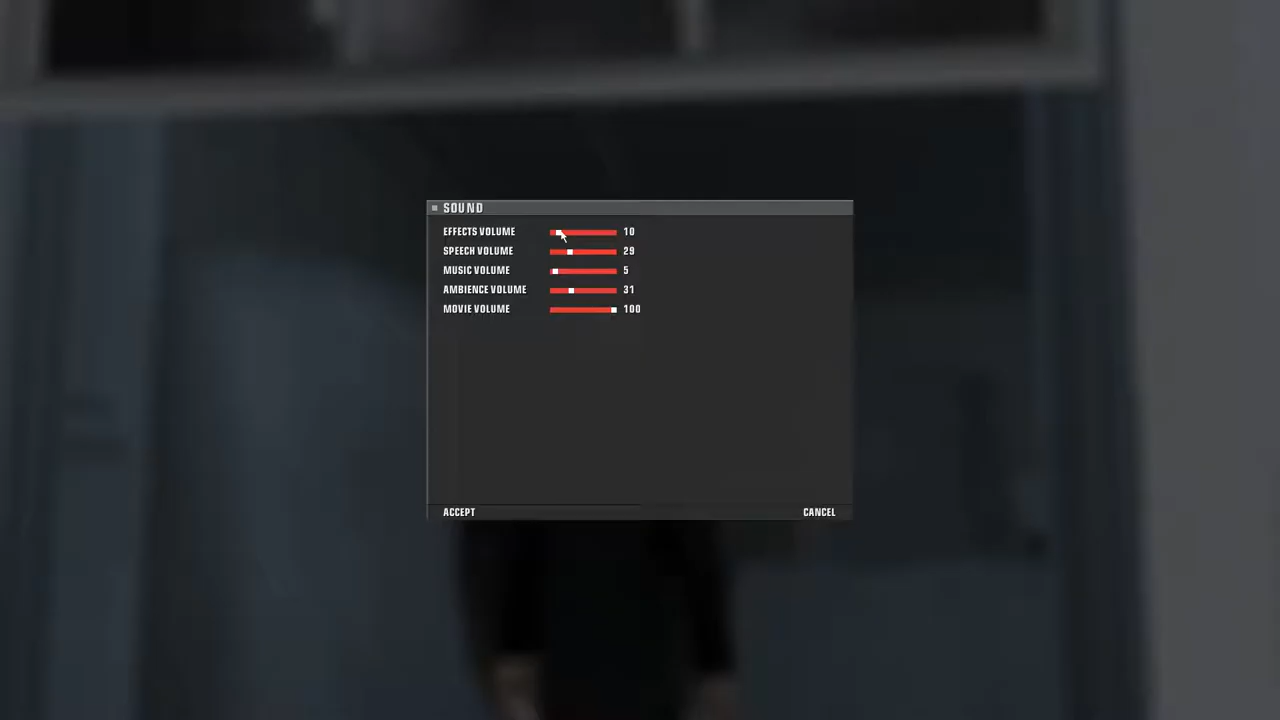 SOUND
EFFECTS VOLUME 10
SPEECH VOLUME 29
MUSIC VOLUME 5
AMBIENCE VOLUME 31
MOVIE VOLUME 100
ACCEPT CANCEL